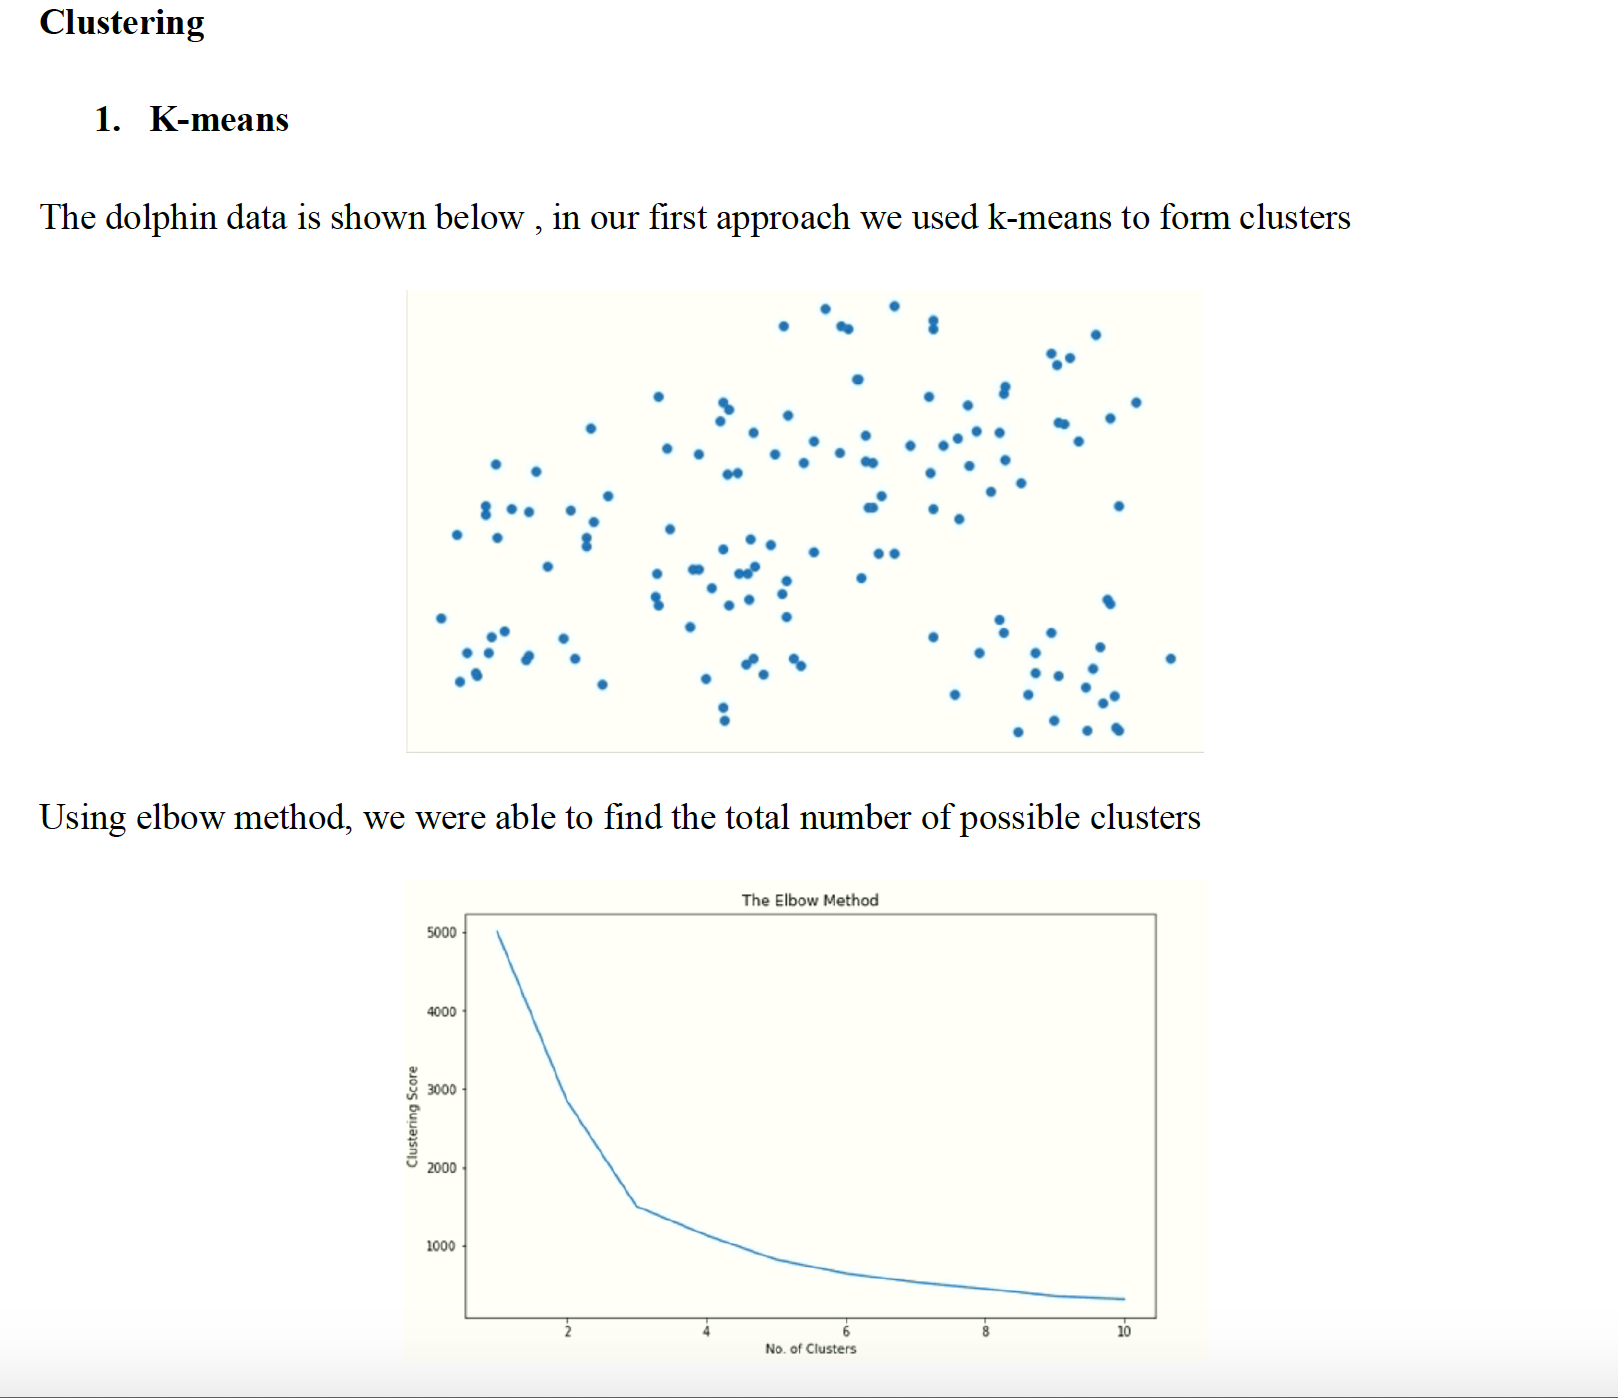 Clustering
1. K-means
The dolphin data is shown below , in our first approach we used k-means to form clusters
Using elbow method, we were able to find the total number of possible clusters
The Elbow Method
5000
4000
3000
2000
1000
Clustering Score
2 4 6 8 10
No. of Clusters